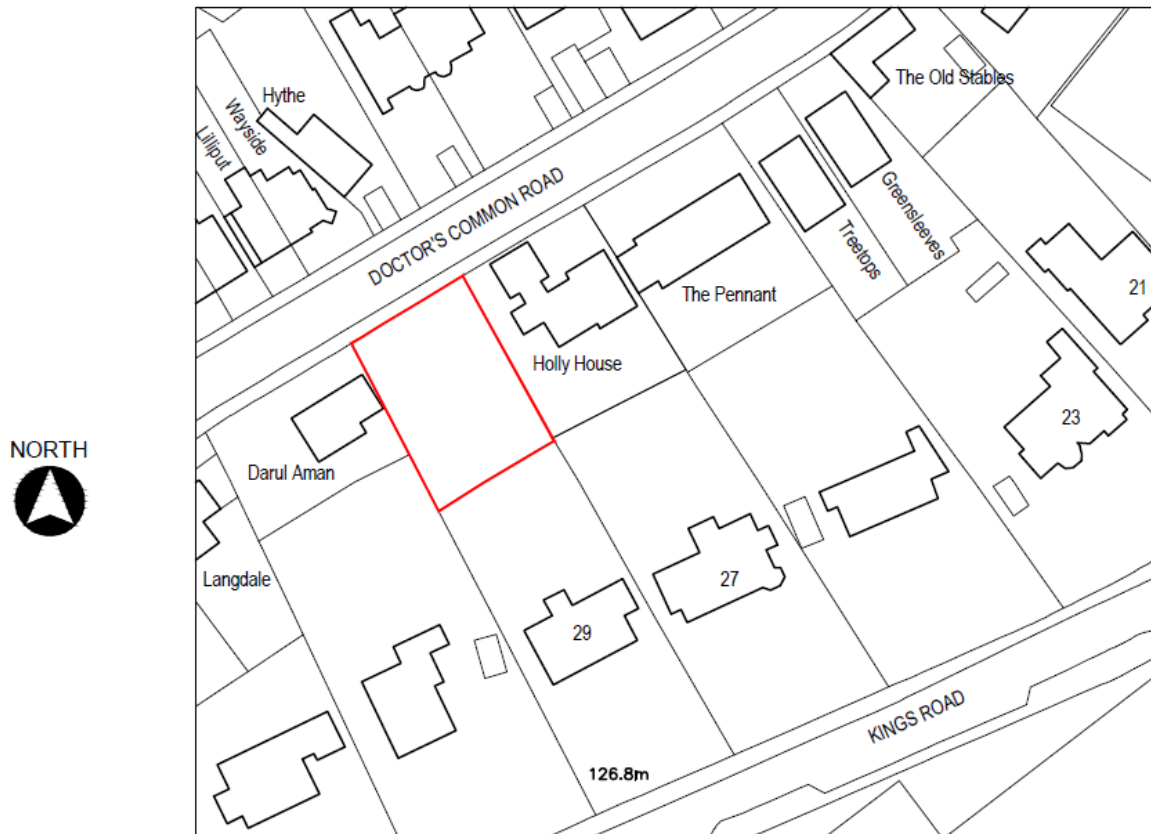 The Old Stables
Hythe
Wayside
Lilliput
DOCTOR'S COMMON ROAD
Greensleeves
Treetops
The Pennant
21
Holly House
23
NORTH
Darul Aman
Langdale
27
29
KINGS ROAD
126.8m